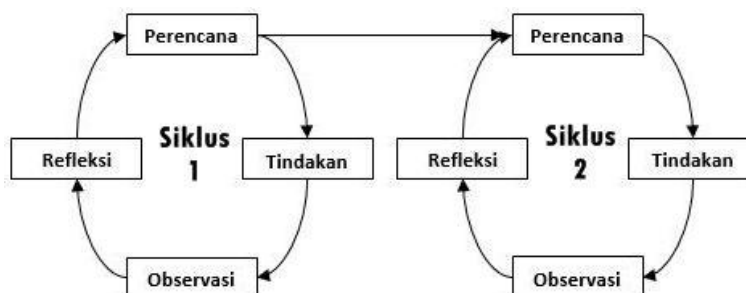 Perencana
Perencana
Refleksi
Siklus
1
Tindakan
Refleksi
Siklus
2
Tindakan
Observasi
Observasi